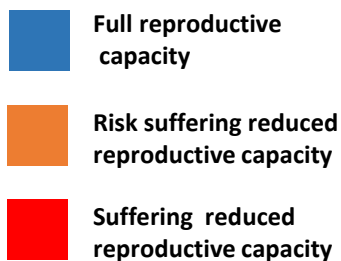 Full reproductive
capacity
Risk suffering reduced
reproductive capacity
Suffering reduced
reproductive capacity